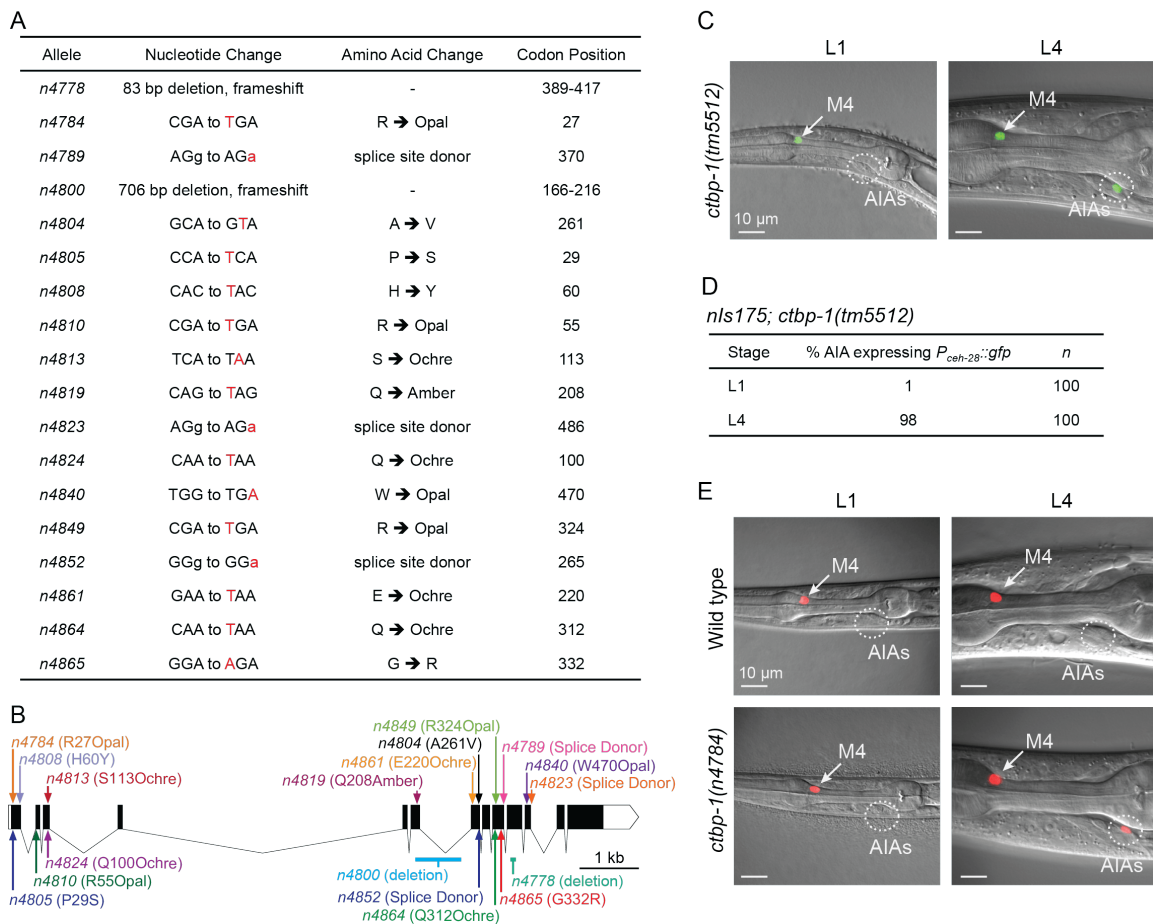 A
Allele Nucleotide Change Amino Acid Change Codon Position
n4778 83 bp deletion, frameshift - 389-417
n4784 CGA to TGA R ➔ Opal 27
n4789 AGg to AGa splice site donor 370
n4800 706 bp deletion, frameshift - 166-216
n4804 GCA to GTA A ➔ V 261
n4805 CCA to TCA P ➔ S 29
n4808 CAC to TAC H ➔ Y 60
n4810 CGA to TGA R ➔ Opal 55
n4813 TCA to TAA S ➔ Ochre 113
n4819 CAG to TAG Q ➔ Amber 208
n4823 AGg to AGa splice site donor 486
n4824 CAA to TAA Q ➔ Ochre 100
n4840 TGG to TGA W ➔ Opal 470
n4849 CGA to TGA R ➔ Opal 324
n4852 GGg to GGa splice site donor 265
n4861 GAA to TAA E ➔ Ochre 220
n4864 CAA to TAA Q ➔ Ochre 312
n4865 GGA to AGA G ➔ R 332
B
n4849 (R324Opal)
n4784 (R27Opal) n4804 (A261V) n4789 (Splice Donor)
n4808 (H60Y) n4861 (E220Ochre) n4840 (W470Opal)
n4813 (S113Ochre) n4819 (Q208Amber) n4823 (Splice Donor)
1 kb
n4824 (Q100Ochre) n4800 (deletion) n4778 (deletion)
n4810 (R55Opal) n4852 (Splice Donor) n4865 (G332R)
n4805 (P29S) n4864 (Q312Ochre)
C
L1 L4
ctbp-1(tm5512)
M4 M4
AIAs AIAs
10 µm
D
nIs175; ctbp-1(tm5512)
Stage % AIA expressing Pceh-28::gfp n
L1 1 100
L4 98 100
E
L1 L4
Wild type
M4 M4
AIAs AIAs
10 µm
ctbp-1(n4784)
M4 M4
AIAs AIAs